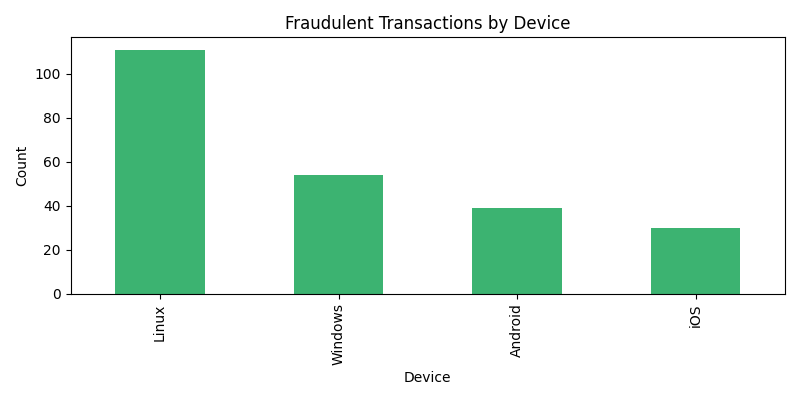 Fraudulent Transactions by Device
Count
100
80
60
40
20
0
Linux
Windows
Android
iOS
Device